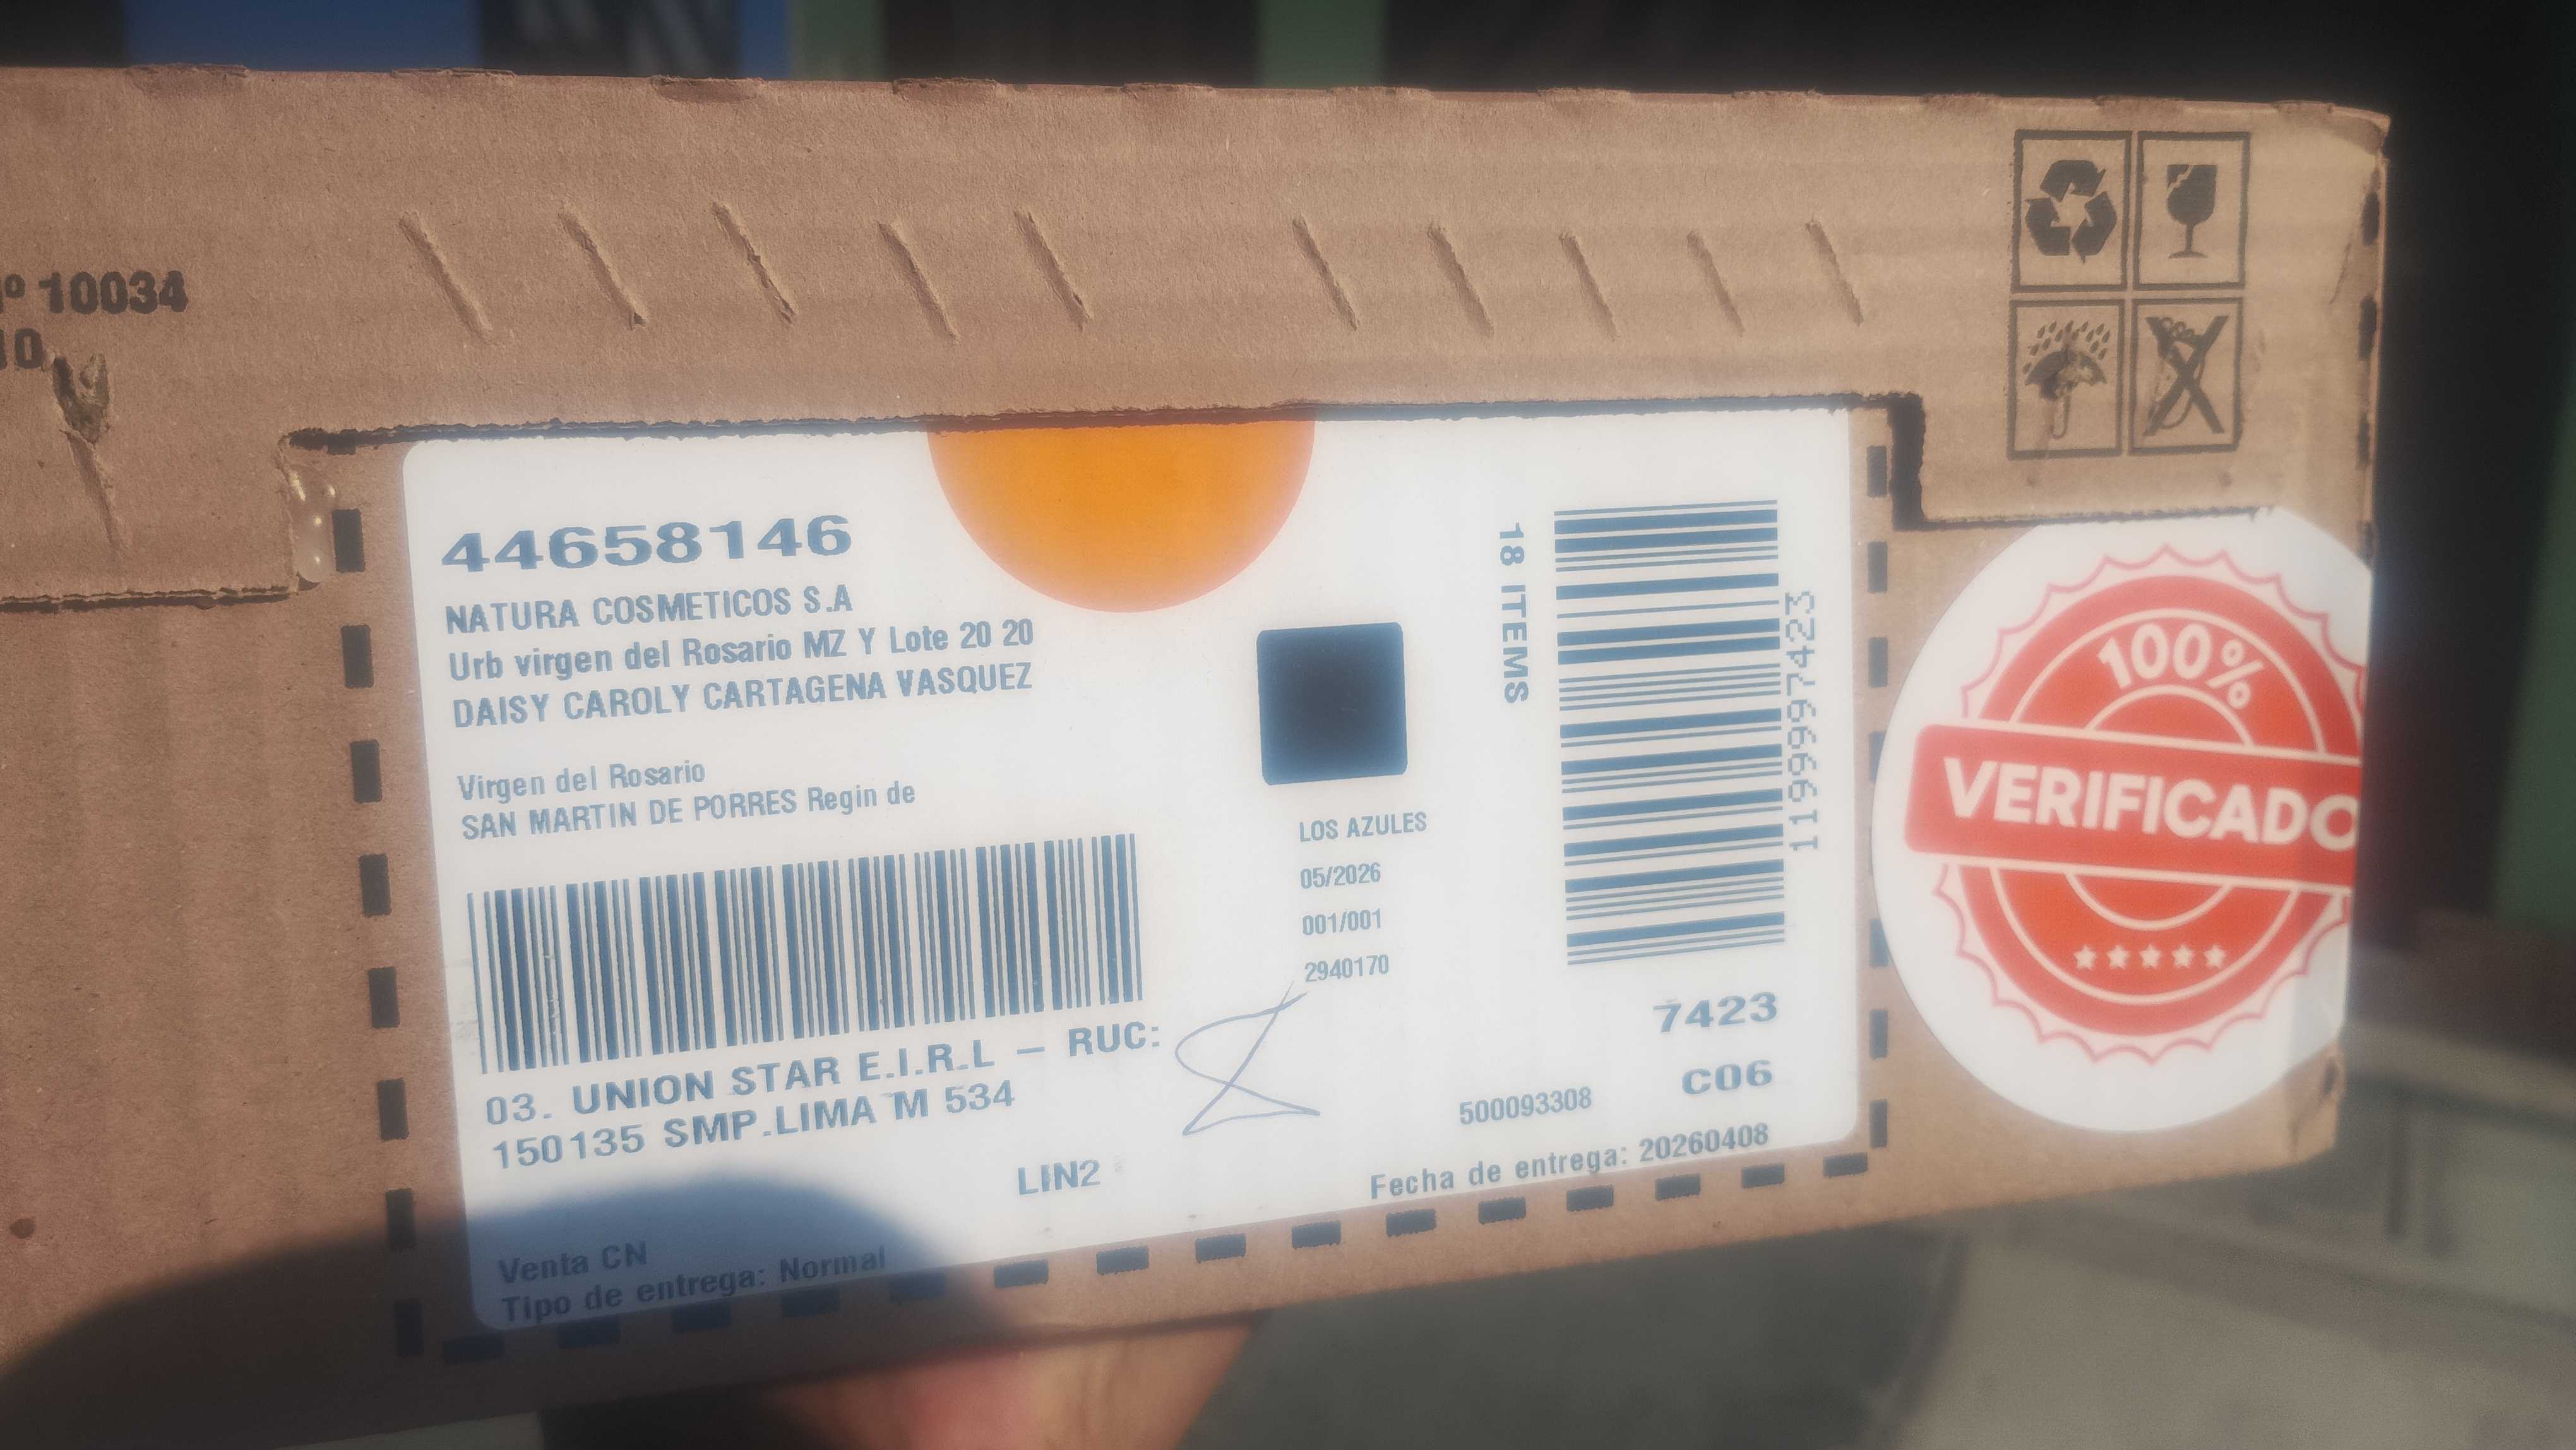 º 10034
10
44658146
NATURA COSMETICOS S.A
Urb virgen del Rosario MZ Y Lote 20 20
DAISY CAROLY CARTAGENA VASQUEZ
Virgen del Rosario
SAN MARTIN DE PORRES Regin de
03. UNION STAR E.I.R.L – RUC:
150135 SMP.LIMA M 534
LIN2
Venta CN
Tipo de entrega: Normal
LOS AZULES
05/2026
001/001
2940170
18 ITEMS
1199997423
7423
C06
500093308
Fecha de entrega: 20260408
100%
VERIFICADO